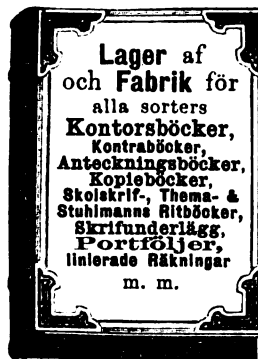 Lager af
och Fabrik för
alla sorters
Kontorsböcker,
Kontraböcker,
Anteckningsböcker,
Kopieböcker,
Skolskrif-, Thema- &
Stuhlmanns Ritböcker,
Skrifunderlägg,
Portföljer,
linierade Räkningar
m. m.